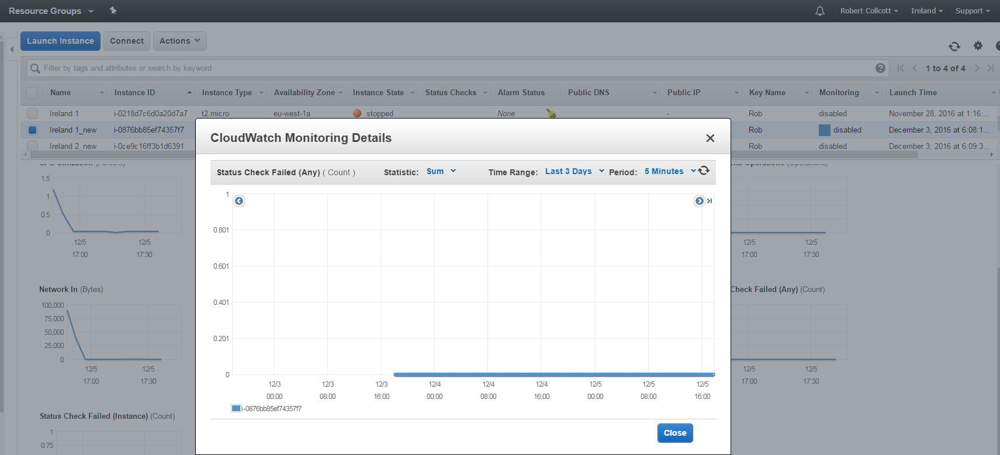 Resource Groups
Robert Collcott Ireland Support
Launch Instance Connect Actions
Filter by tags and attributes or search by keyword
1 to 4 of 4
Name Instance ID Instance Type Availability Zone Instance State Status Checks Alarm Status Public DNS Public IP Key Name Monitoring Launch Time
Ireland 1 i-0218d7c6d0a20d7a7 t2.micro eu-west-1a stopped None - Rob disabled November 28, 2016 at 1:16:...
Ireland 1_new i-0876bb85ef74357f7 Rob disabled December 3, 2016 at 6:08:1...
Ireland 2_new i-0ce9c16ff3b1d6391 Rob disabled December 3, 2016 at 6:09:3...
CloudWatch Monitoring Details
Status Check Failed (Any) ( Count ) Statistic: Sum Time Range: Last 3 Days Period: 5 Minutes
1
0.801
0.601
0.401
0.201
0
12/3 12/3 12/3 12/4 12/4 12/4 12/5 12/5 12/5
00:00 08:00 16:00 00:00 08:00 16:00 00:00 08:00 16:00
i-0876bb85ef74357f7
Close
(Percent)
1.5
1
0.5
0
12/5 12/5
17:00 17:30
Network In (Bytes)
100,000
75,000
50,000
25,000
0
12/5 12/5
17:00 17:30
Status Check Failed (Instance) (Count)
1
0.75
Operations (Operations)
12/5 12/5
17:00 17:30
Check Failed (Any) (Count)
12/5 12/5
17:00 17:30